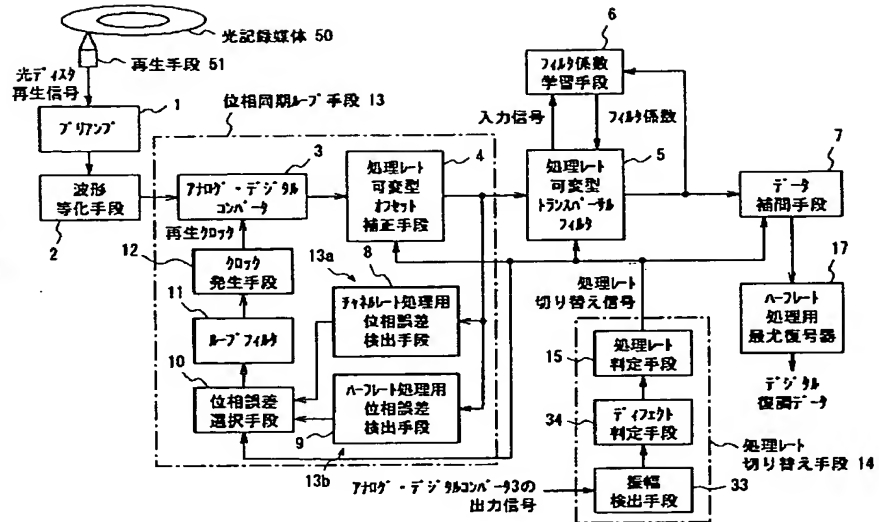 光記録媒体 50
再生手段 51
光ディスク
再生信号
1
プリアンプ
波形
等化手段
2
位相同期ループ手段 13
3
アナログ・デジタル
コンバータ
再生クロック
12
クロック
発生手段
11
ループフィルタ
10
位相誤差
選択手段
4
処理レート
可変型
オフセット
補正手段
13a
8
チャネルレート処理用
位相誤差
検出手段
ハーフレート処理用
位相誤差
検出手段
9
13b
6
フィルタ係数
学習手段
入力信号
フィルタ係数
5
処理レート
可変型
トランスバーサル
フィルタ
7
データ
補間手段
17
ハーフレート
処理用
最尤復号器
デジタル
復調データ
処理レート
切り替え信号
15
処理レート
判定手段
34
ディフェクト
判定手段
処理レート
切り替え手段 14
アナログ・デジタルコンバータ3の
出力信号
振幅
検出手段
33